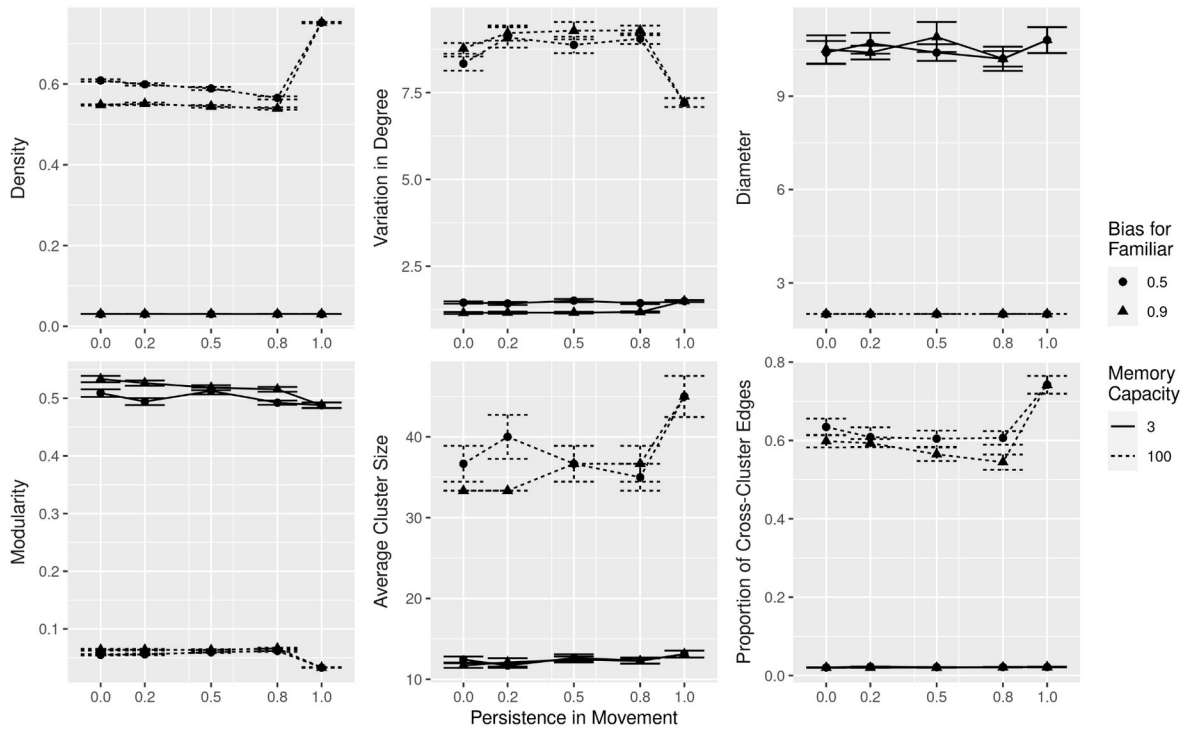 Density
0.6
0.4
0.2
0.0
0.0 0.2 0.5 0.8 1.0
Variation in Degree
7.5
5.0
2.5
0.0 0.2 0.5 0.8 1.0
Diameter
9
6
3
0.0 0.2 0.5 0.8 1.0
Modularity
0.5
0.4
0.3
0.2
0.1
0.0 0.2 0.5 0.8 1.0
Average Cluster Size
40
30
20
10
0.0 0.2 0.5 0.8 1.0
Proportion of Cross-Cluster Edges
0.8
0.6
0.4
0.2
0.0
0.0 0.2 0.5 0.8 1.0
Persistence in Movement
Bias for
Familiar
0.5
0.9
Memory
Capacity
3
100